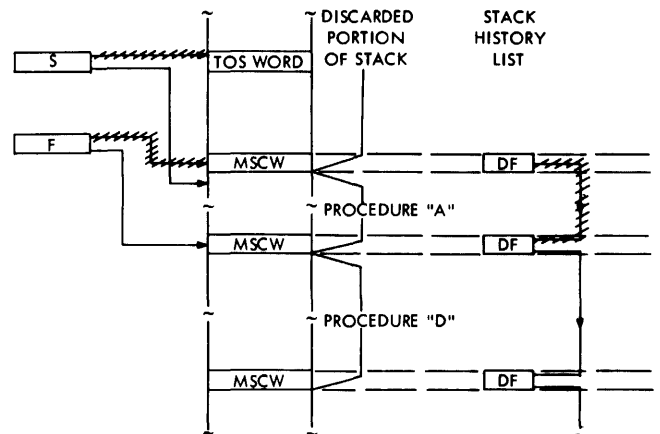 DISCARDED
PORTION
OF STACK
STACK
HISTORY
LIST
S
TOS WORD
F
MSCW
DF
PROCEDURE "A"
MSCW
DF
PROCEDURE "D"
MSCW
DF